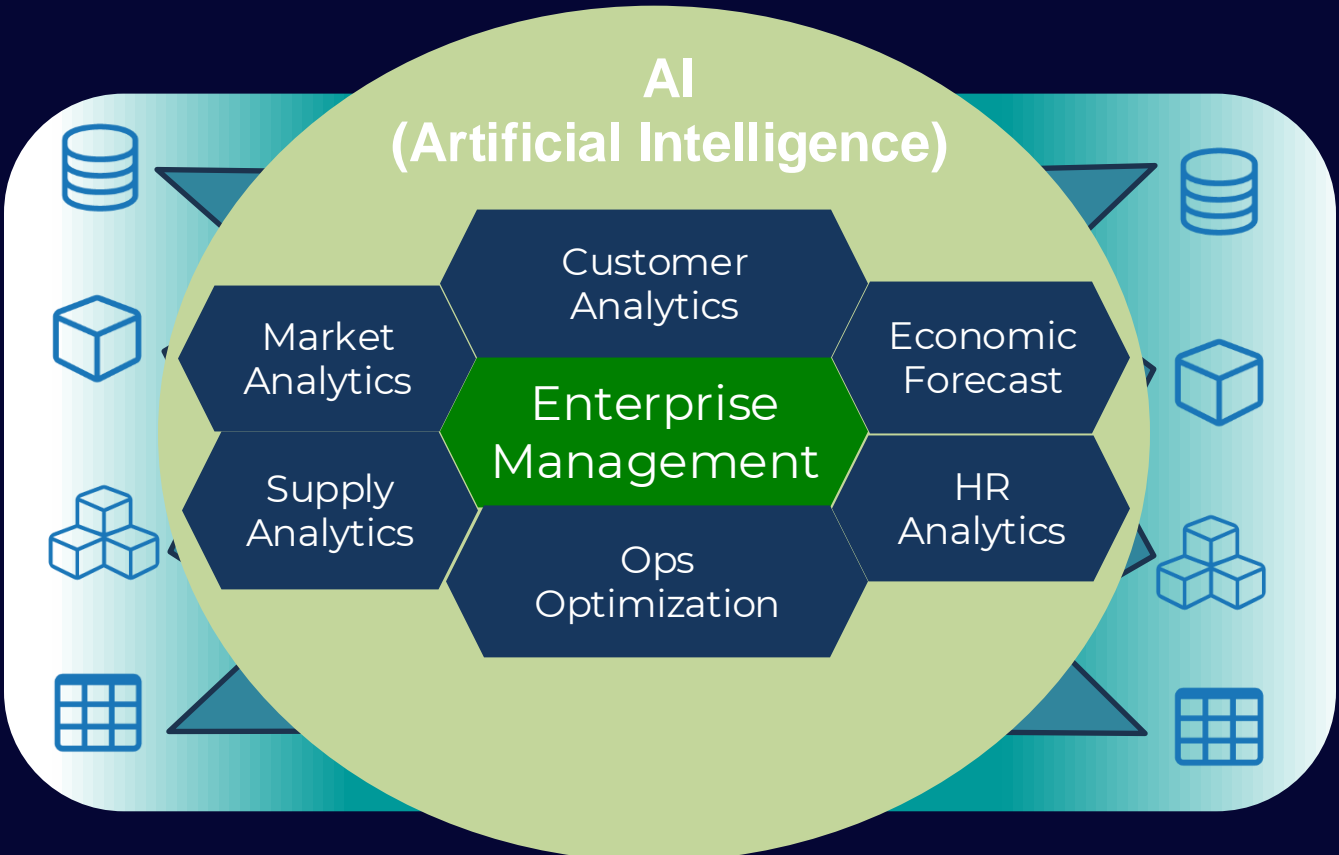 AI
(Artificial Intelligence)
Customer
Analytics
Market
Analytics
Economic
Forecast
Enterprise
Management
Supply
Analytics
HR
Analytics
Ops
Optimization